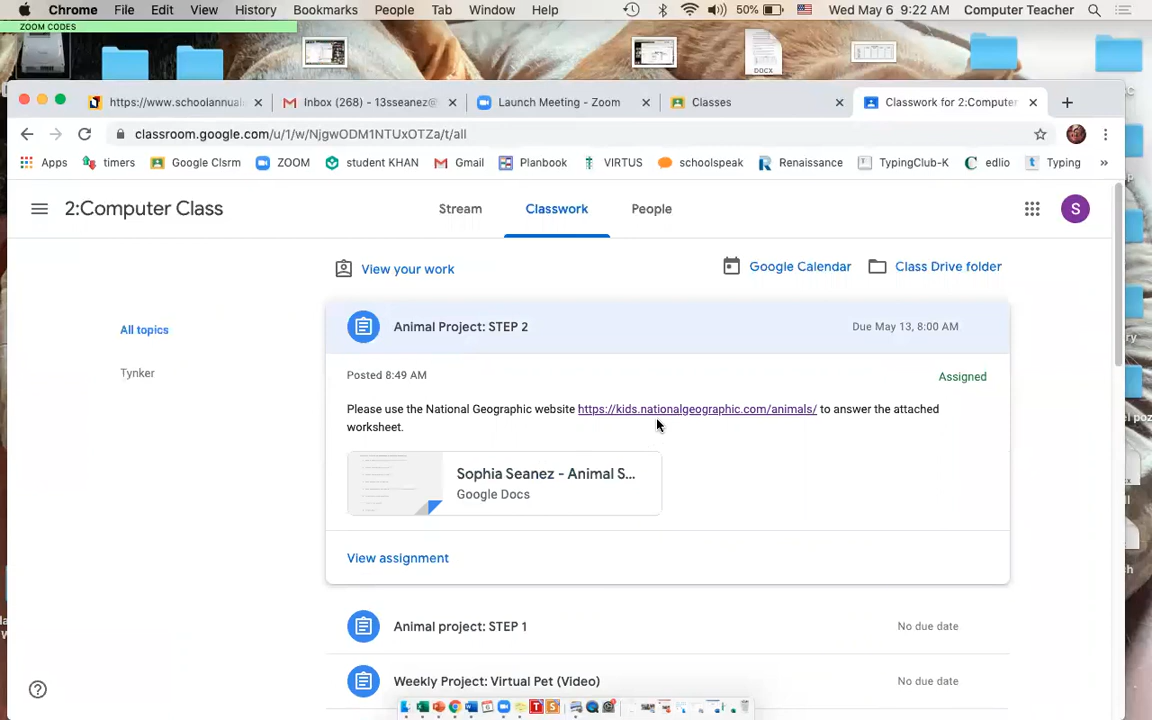 Chrome File Edit View History Bookmarks People Tab Window Help 50% Wed May 6 9:22 AM Computer Teacher
ZOOM CODES
DOCX
https://www.schoolannual Inbox (268) - 13sseanez@ Launch Meeting - Zoom Classes Classwork for 2:Computer
classroom.google.com/u/1/w/NjgwODM1NTUxOTZa/t/all
Apps timers Google Clsrm ZOOM student KHAN Gmail Planbook VIRTUS schoolspeak Renaissance TypingClub-K edlio Typing »
2:Computer Class Stream Classwork People S
View your work Google Calendar Class Drive folder
All topics
Tynker
Animal Project: STEP 2 Due May 13, 8:00 AM
Posted 8:49 AM Assigned
Please use the National Geographic website https://kids.nationalgeographic.com/animals/ to answer the attached
worksheet.
Sophia Seanez - Animal S...
Google Docs
View assignment
Animal project: STEP 1 No due date
Weekly Project: Virtual Pet (Video) No due date